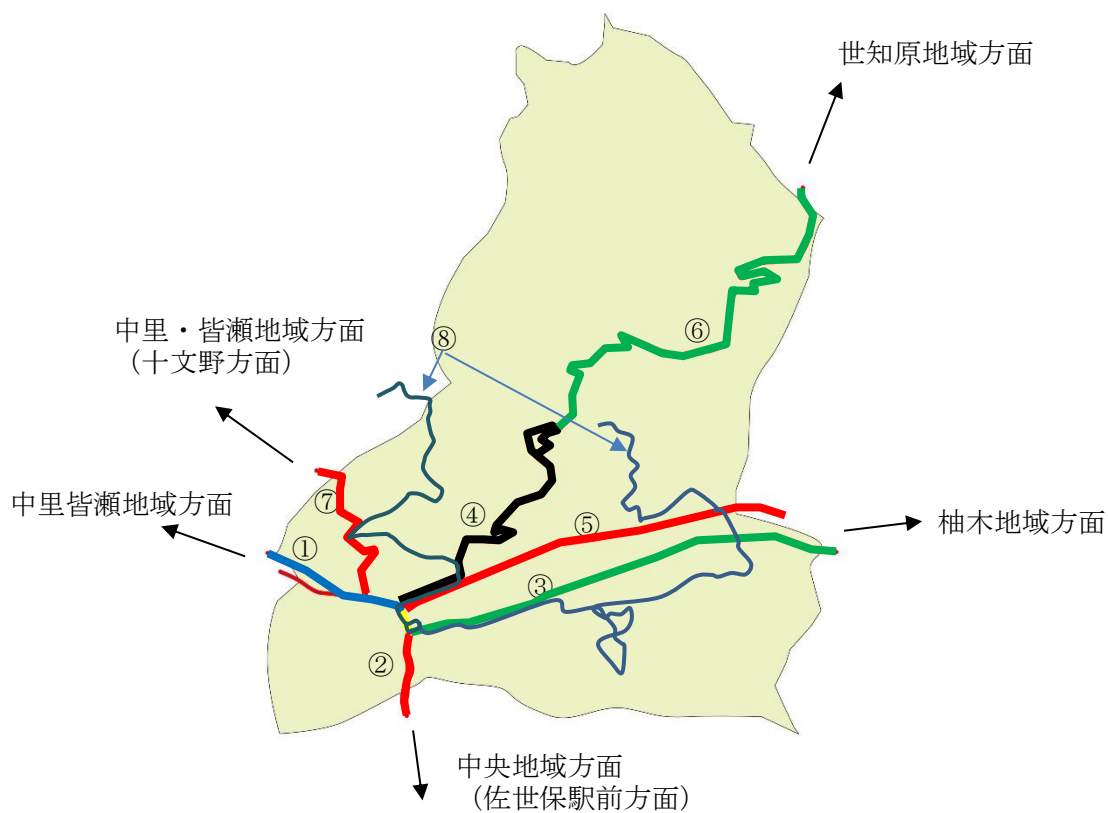 世知原地域方面
⑥
中里・皆瀬地域方面
（十文野方面）
⑧
⑦
中里皆瀬地域方面
④
⑤
柚木地域方面
①
③
②
中央地域方面
（佐世保駅前方面）